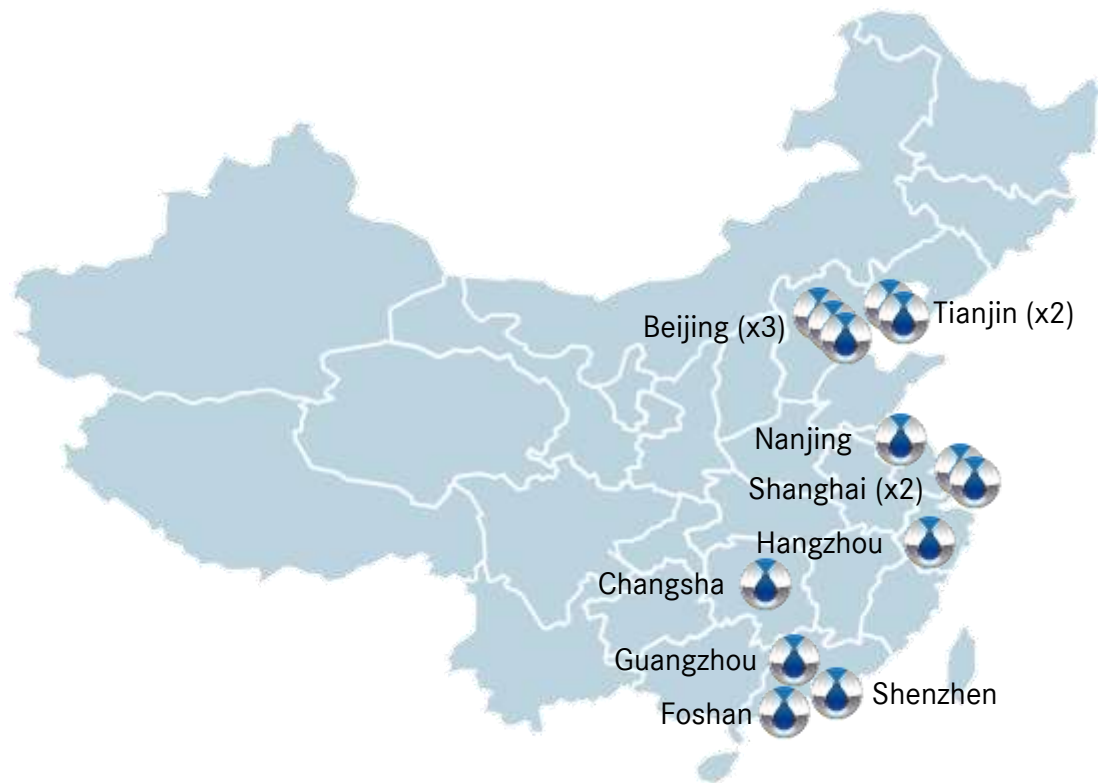 Beijing (x3)
Tianjin (x2)
Nanjing
Shanghai (x2)
Hangzhou
Changsha
Guangzhou
Shenzhen
Foshan